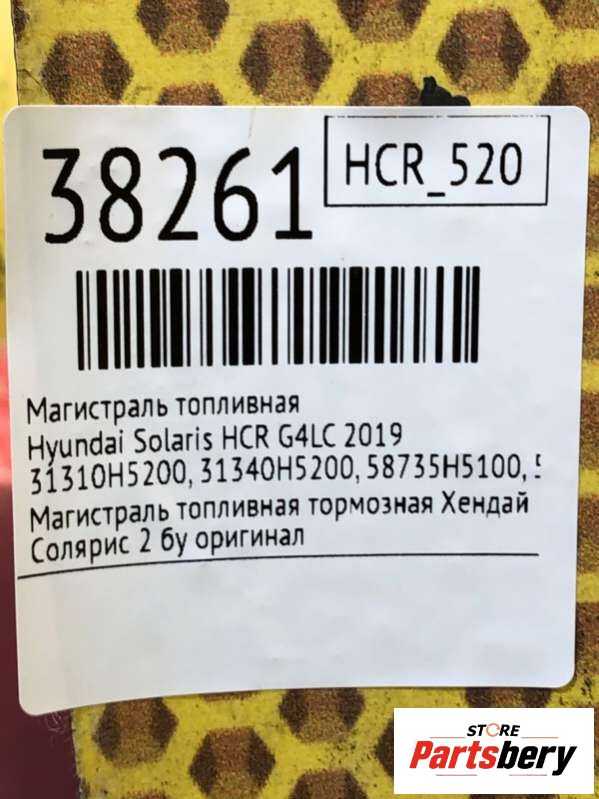 38261
HCR_520
Магистраль топливная
Hyundai Solaris HCR G4LC 2019
31310H5200, 31340H5200, 58735H5100,
Магистраль топливная тормозная Хендай
Солярис 2 бу оригинал
STORE
Partsbery